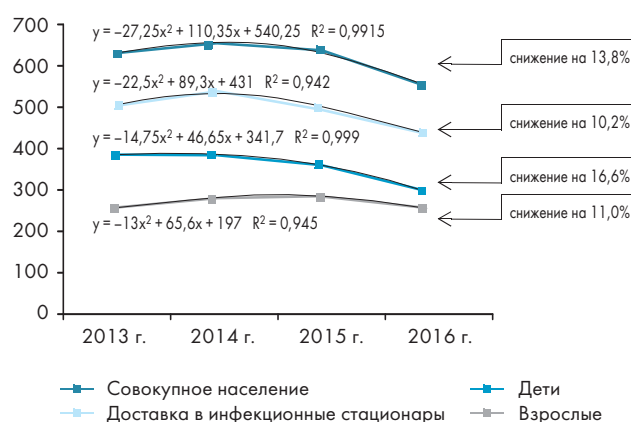 700
600
500
400
300
200
100
0
y = –27,25x² + 110,35x + 540,25 R² = 0,9915
y = –22,5x² + 89,3x + 431 R² = 0,942
y = –14,75x² + 46,65x + 341,7 R² = 0,999
y = –13x² + 65,6x + 197 R² = 0,945
снижение на 13,8%
снижение на 10,2%
снижение на 16,6%
снижение на 11,0%
2013 г. 2014 г. 2015 г. 2016 г.
Совокупное население Дети
Доставка в инфекционные стационары Взрослые